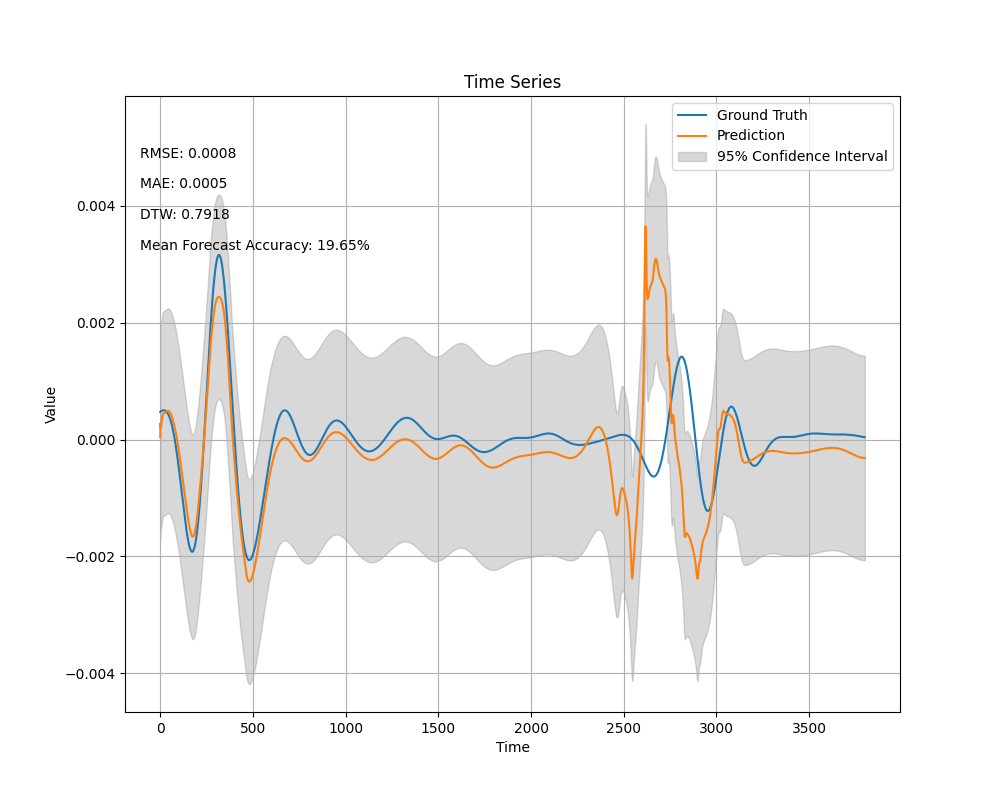 Time Series
Ground Truth
Prediction
95% Confidence Interval
RMSE: 0.0008
MAE: 0.0005
DTW: 0.7918
Mean Forecast Accuracy: 19.65%
0.004
0.002
0.000
−0.002
−0.004
Value
0 500 1000 1500 2000 2500 3000 3500
Time